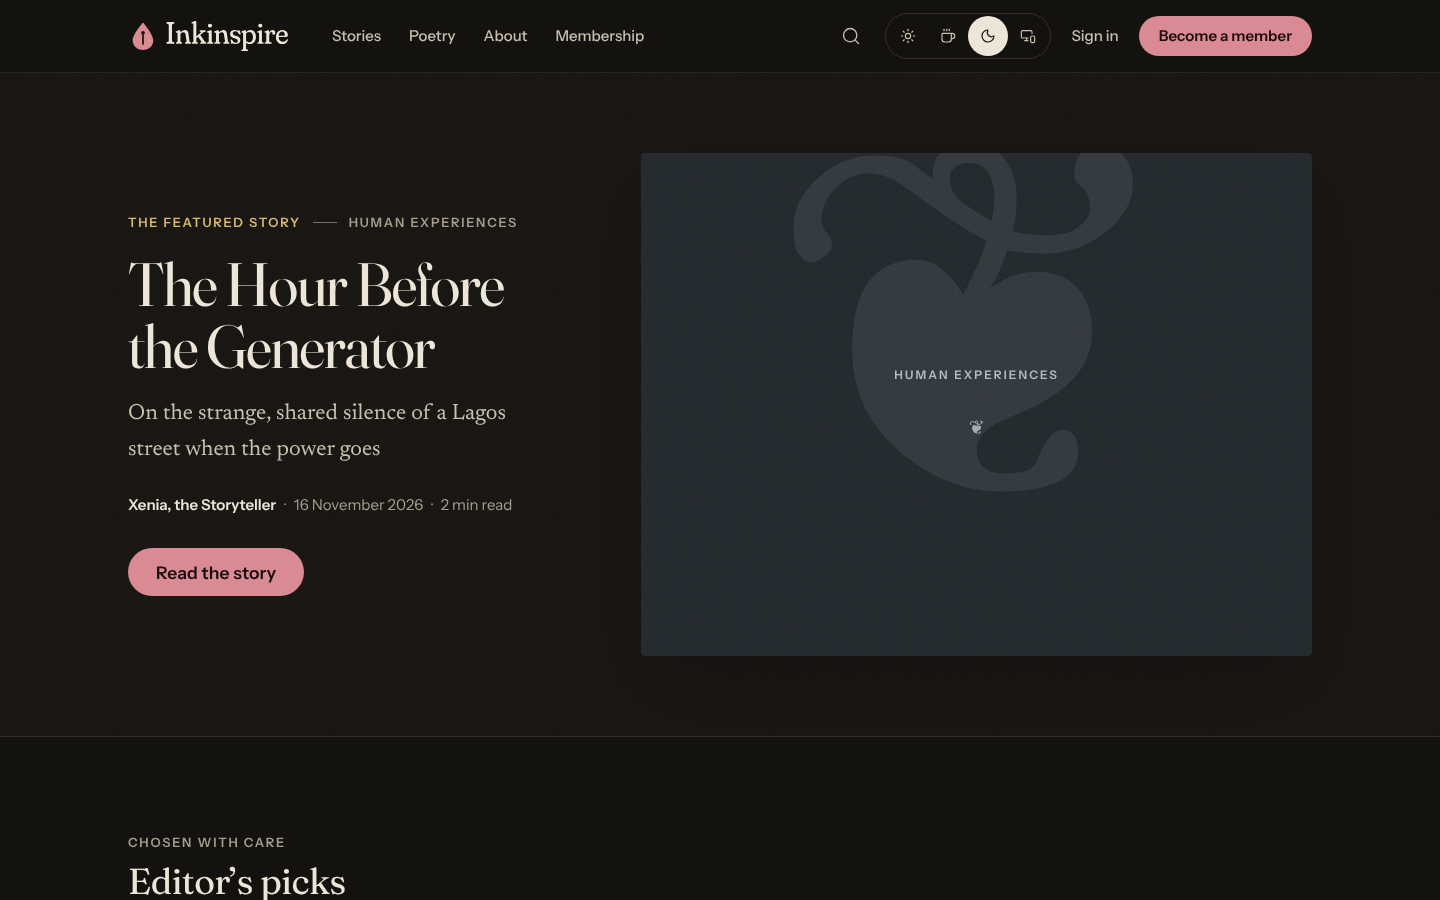 Inkinspire
Stories
Poetry
About
Membership
Sign in
Become a member
THE FEATURED STORY — HUMAN EXPERIENCES
The Hour Before
the Generator
On the strange, shared silence of a Lagos
street when the power goes
Xenia, the Storyteller · 16 November 2026 · 2 min read
Read the story
HUMAN EXPERIENCES
❦
CHOSEN WITH CARE
Editor’s picks